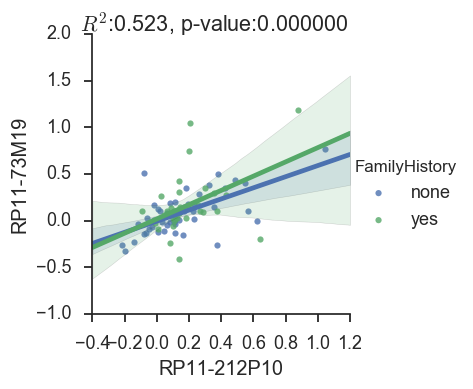 R²:0.523, p-value:0.000000
2.0
1.5
1.0
0.5
0.0
−0.5
−1.0
RP11-73M19
FamilyHistory
none
yes
−0.4 −0.2 0.0 0.2 0.4 0.6 0.8 1.0 1.2
RP11-212P10